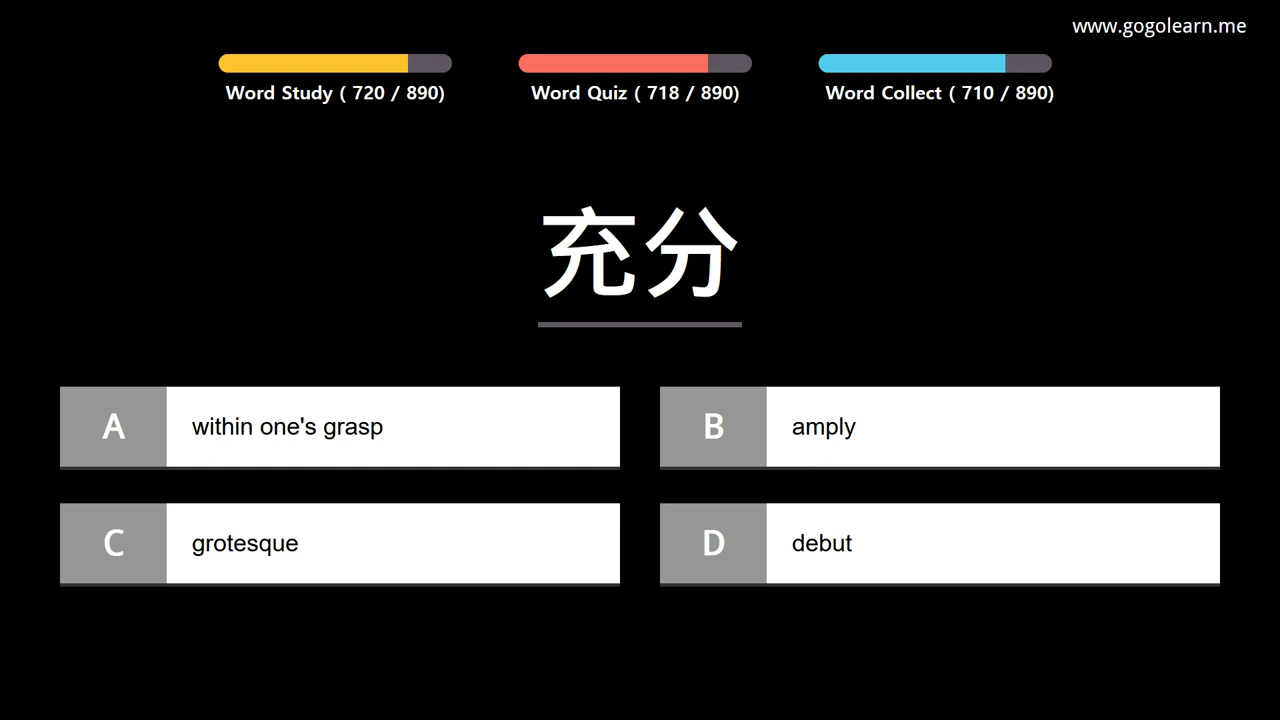 www.gogolearn.me
Word Study ( 720 / 890)
Word Quiz ( 718 / 890)
Word Collect ( 710 / 890)
充分
A within one's grasp
B amply
C grotesque
D debut